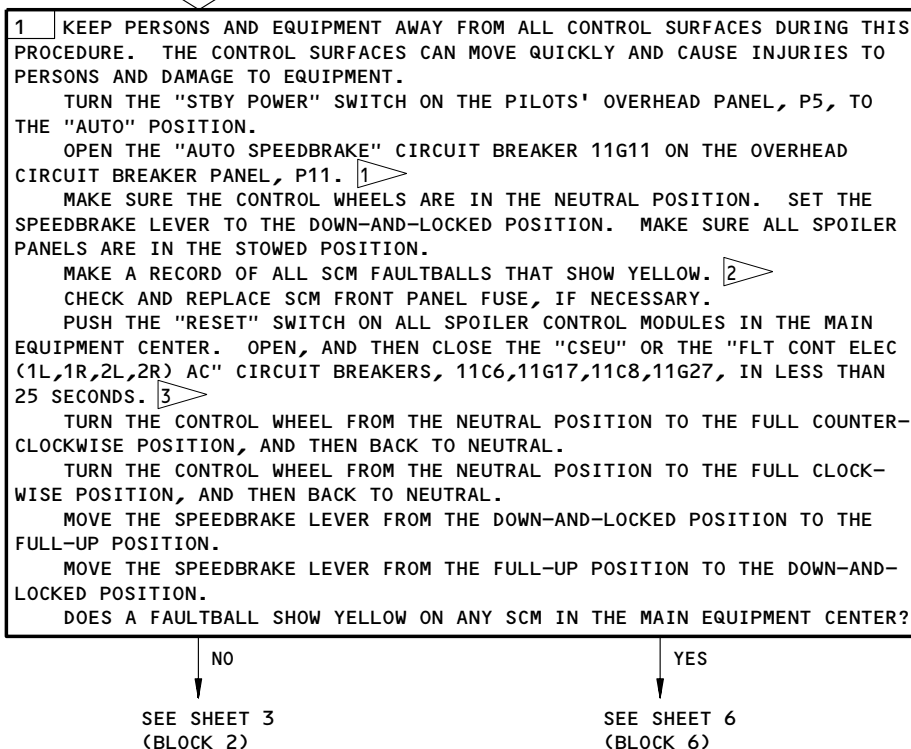 1 KEEP PERSONS AND EQUIPMENT AWAY FROM ALL CONTROL SURFACES DURING THIS
PROCEDURE. THE CONTROL SURFACES CAN MOVE QUICKLY AND CAUSE INJURIES TO
PERSONS AND DAMAGE TO EQUIPMENT.
TURN THE "STBY POWER" SWITCH ON THE PILOTS' OVERHEAD PANEL, P5, TO
THE "AUTO" POSITION.
OPEN THE "AUTO SPEEDBRAKE" CIRCUIT BREAKER 11G11 ON THE OVERHEAD
CIRCUIT BREAKER PANEL, P11. 1
MAKE SURE THE CONTROL WHEELS ARE IN THE NEUTRAL POSITION. SET THE
SPEEDBRAKE LEVER TO THE DOWN-AND-LOCKED POSITION. MAKE SURE ALL SPOILER
PANELS ARE IN THE STOWED POSITION.
MAKE A RECORD OF ALL SCM FAULTBALLS THAT SHOW YELLOW. 2
CHECK AND REPLACE SCM FRONT PANEL FUSE, IF NECESSARY.
PUSH THE "RESET" SWITCH ON ALL SPOILER CONTROL MODULES IN THE MAIN
EQUIPMENT CENTER. OPEN, AND THEN CLOSE THE "CSEU" OR THE "FLT CONT ELEC
(1L,1R,2L,2R) AC" CIRCUIT BREAKERS, 11C6,11G17,11C8,11G27, IN LESS THAN
25 SECONDS. 3
TURN THE CONTROL WHEEL FROM THE NEUTRAL POSITION TO THE FULL COUNTER-
CLOCKWISE POSITION, AND THEN BACK TO NEUTRAL.
TURN THE CONTROL WHEEL FROM THE NEUTRAL POSITION TO THE FULL CLOCK-
WISE POSITION, AND THEN BACK TO NEUTRAL.
MOVE THE SPEEDBRAKE LEVER FROM THE DOWN-AND-LOCKED POSITION TO THE
FULL-UP POSITION.
MOVE THE SPEEDBRAKE LEVER FROM THE FULL-UP POSITION TO THE DOWN-AND-
LOCKED POSITION.
DOES A FAULTBALL SHOW YELLOW ON ANY SCM IN THE MAIN EQUIPMENT CENTER?
NO
SEE SHEET 3
(BLOCK 2)
YES
SEE SHEET 6
(BLOCK 6)